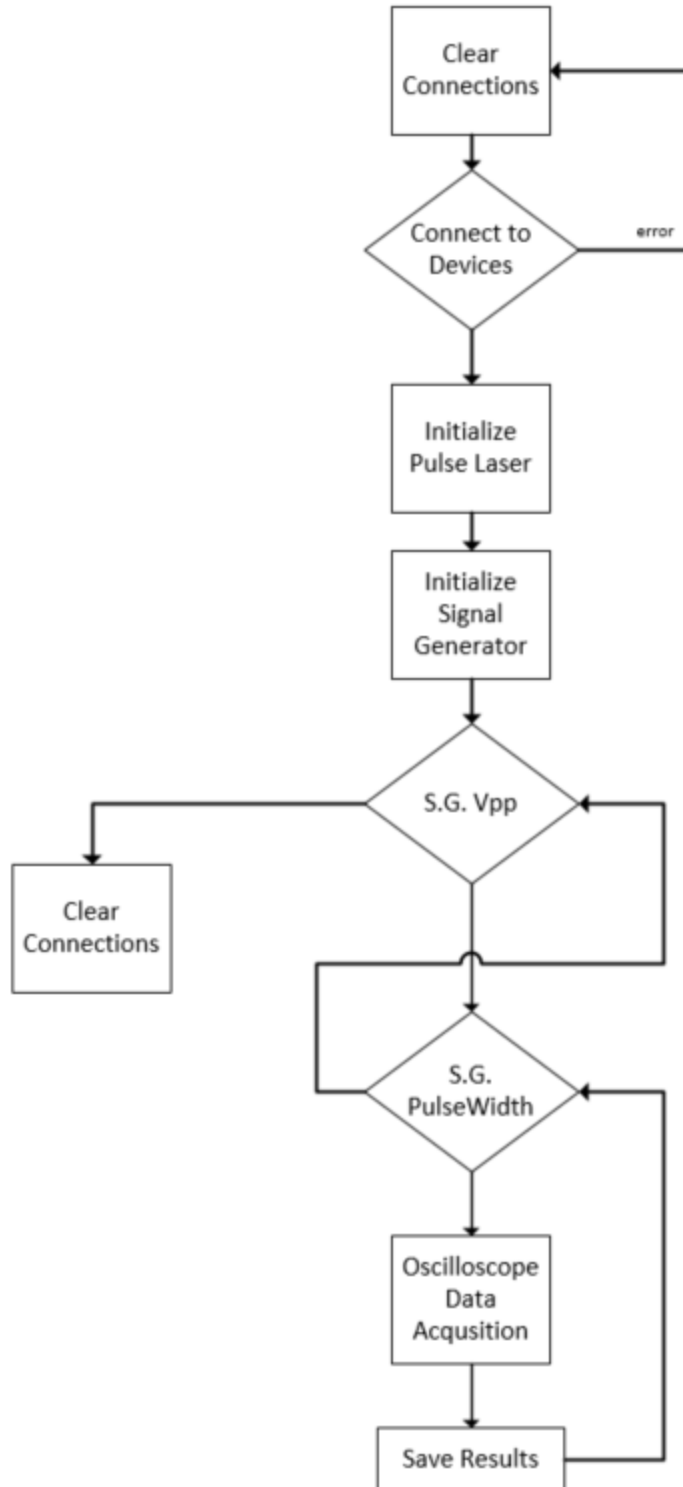 Clear
Connections
error
Connect to
Devices
Initialize
Pulse Laser
Initialize
Signal
Generator
S.G. Vpp
Clear
Connections
S.G.
PulseWidth
Oscilloscope
Data
Acqusition
Save Results